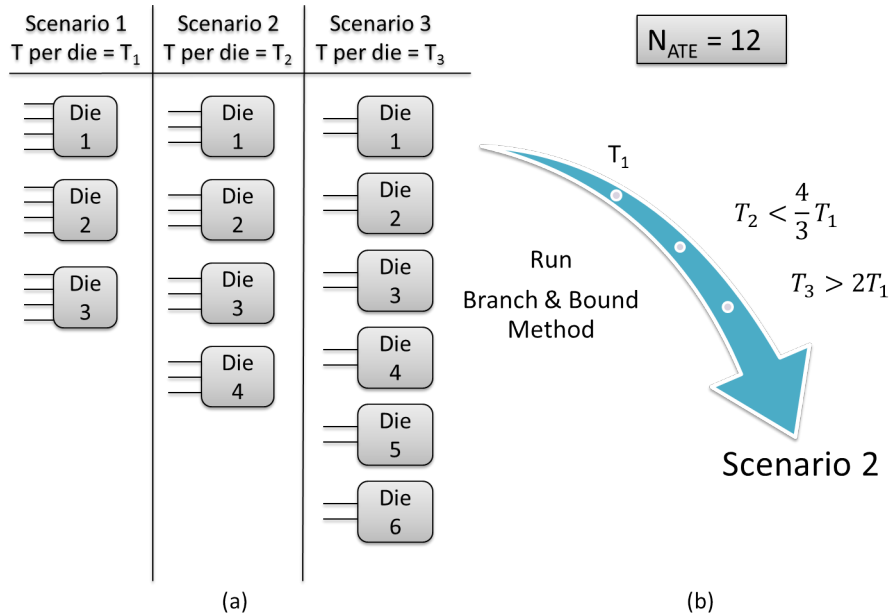 Scenario 1
T per die = T₁
Die
1
Die
2
Die
3
Scenario 2
T per die = T₂
Die
1
Die
2
Die
3
Die
4
Scenario 3
T per die = T₃
Die
1
Die
2
Die
3
Die
4
Die
5
Die
6
(a)
N_ATE = 12
T₁
T₂ < 4/3 T₁
T₃ > 2T₁
Run
Branch & Bound
Method
Scenario 2
(b)